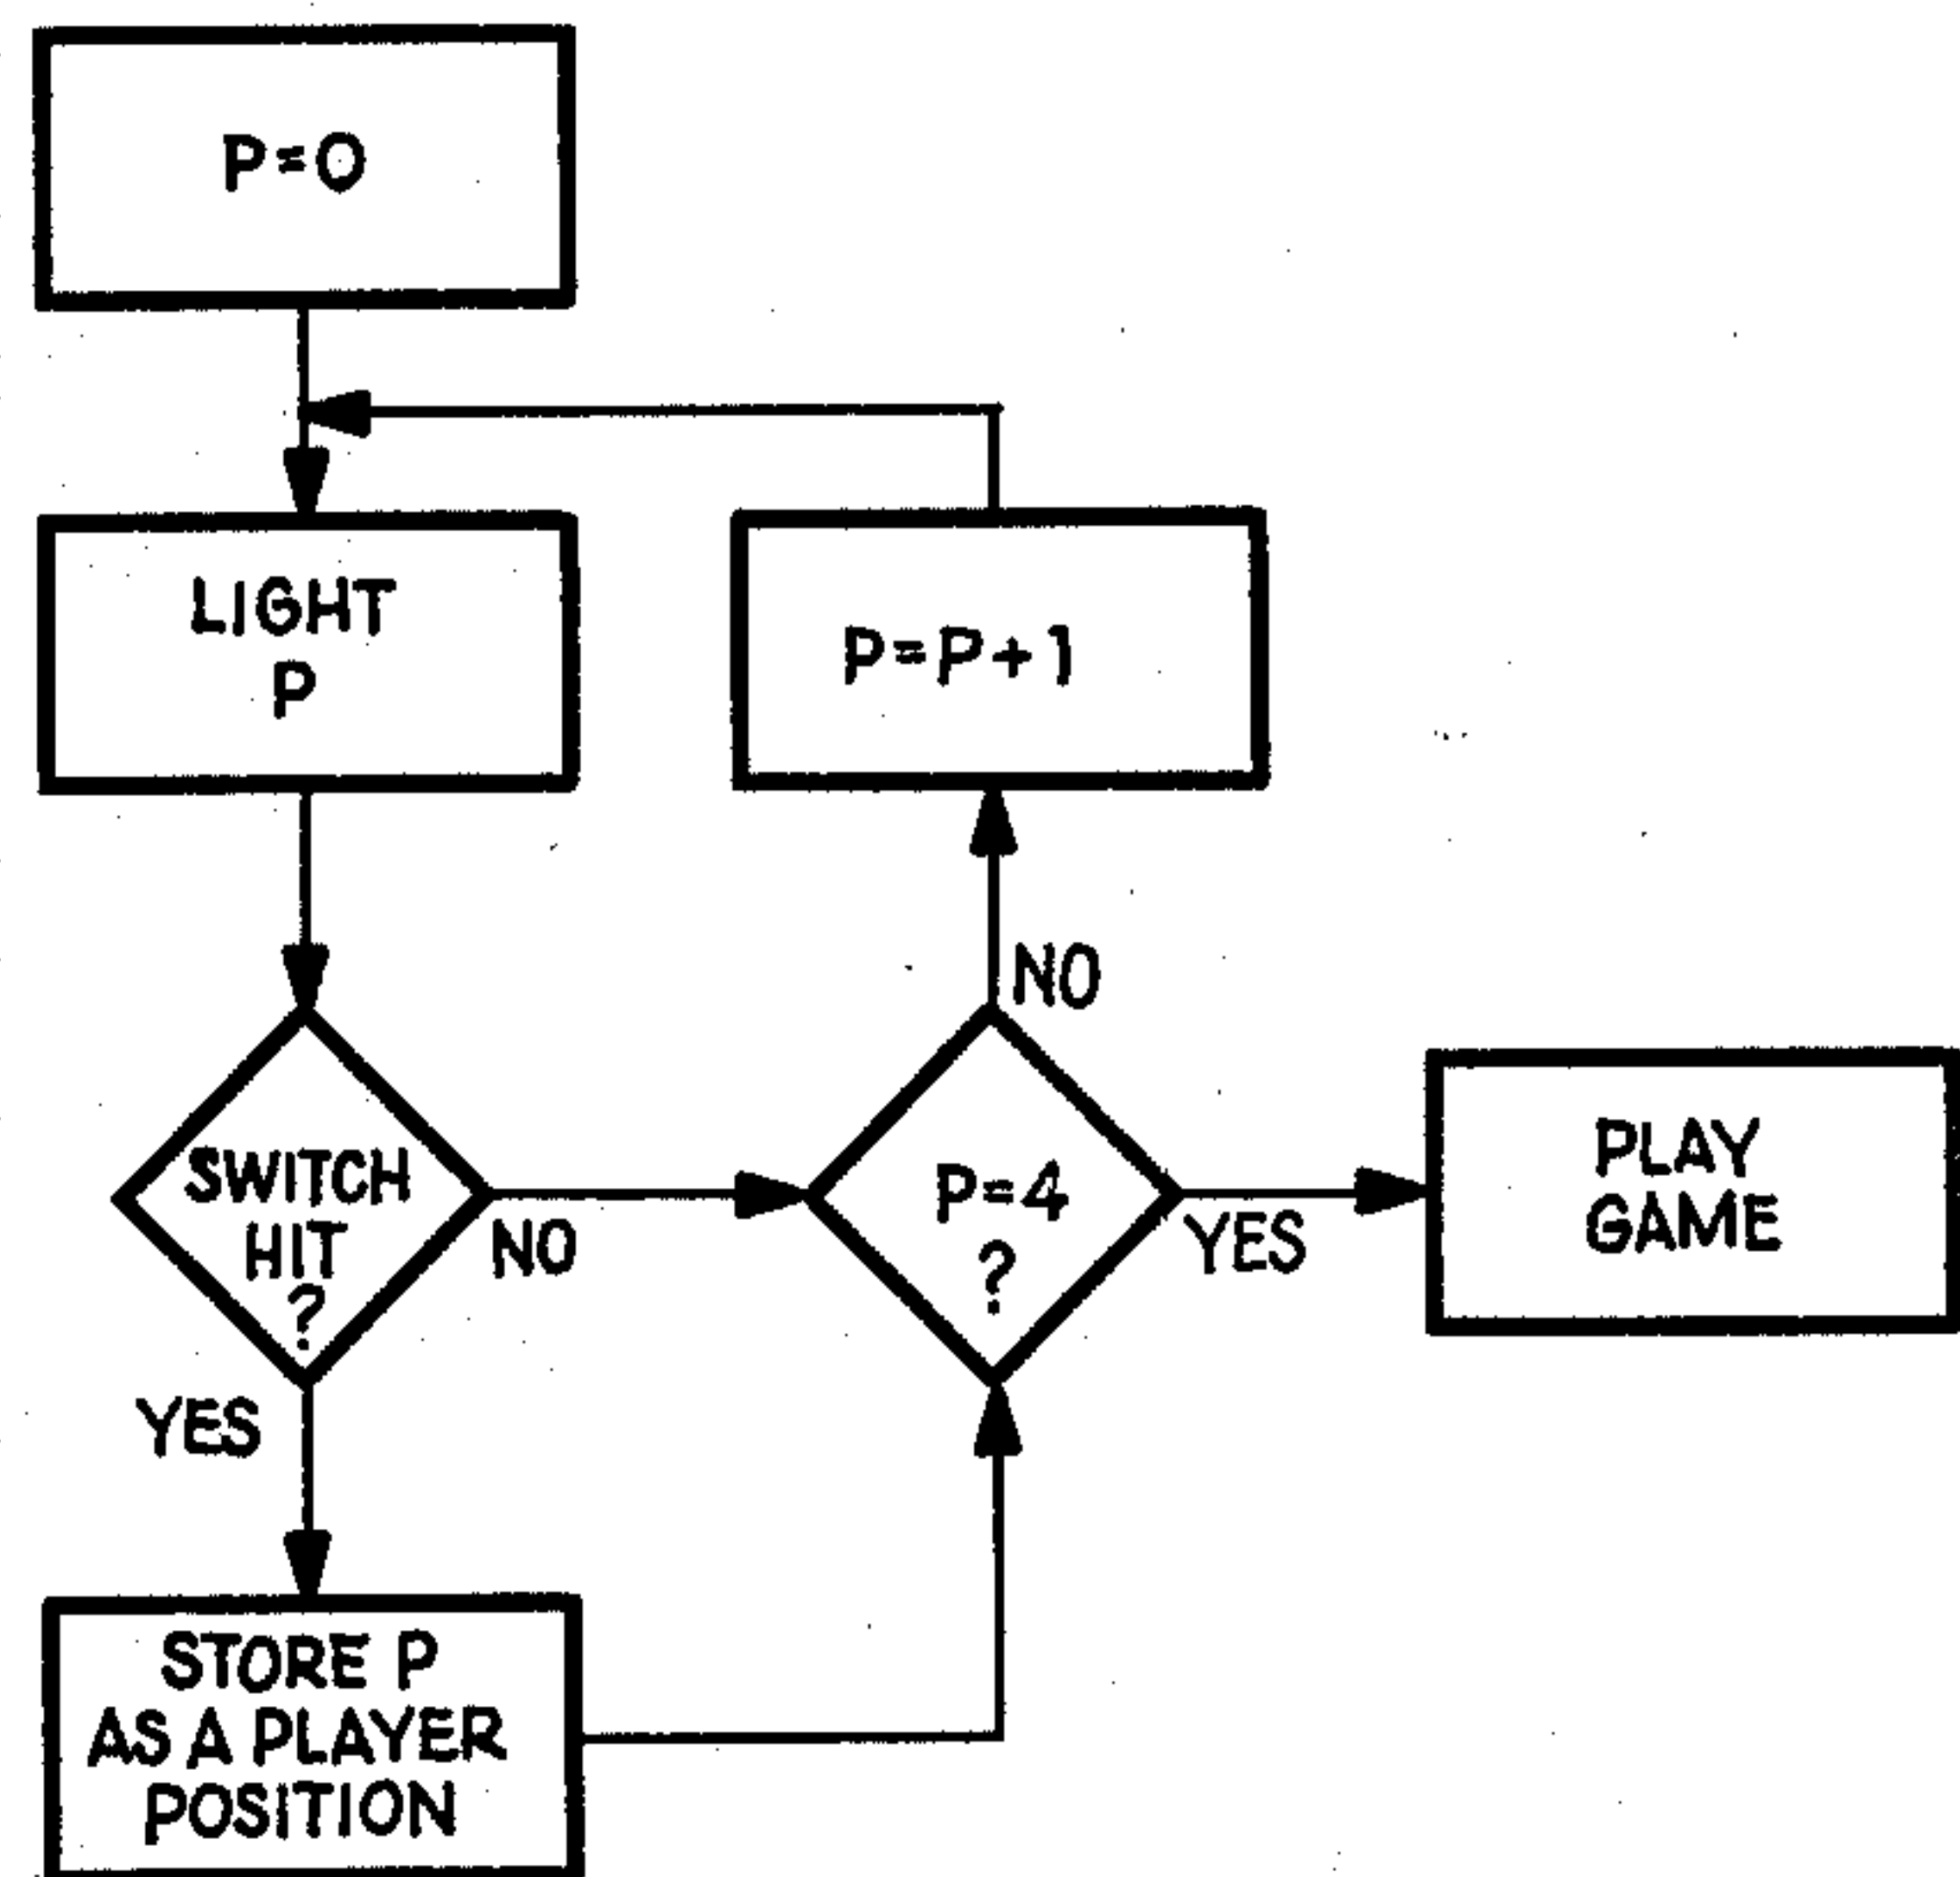 P=0
LIGHT
P
P=P+1
NO
SWITCH
HIT
?
NO
P=4
?
YES
PLAY
GAME
YES
STORE P
AS A PLAYER
POSITION